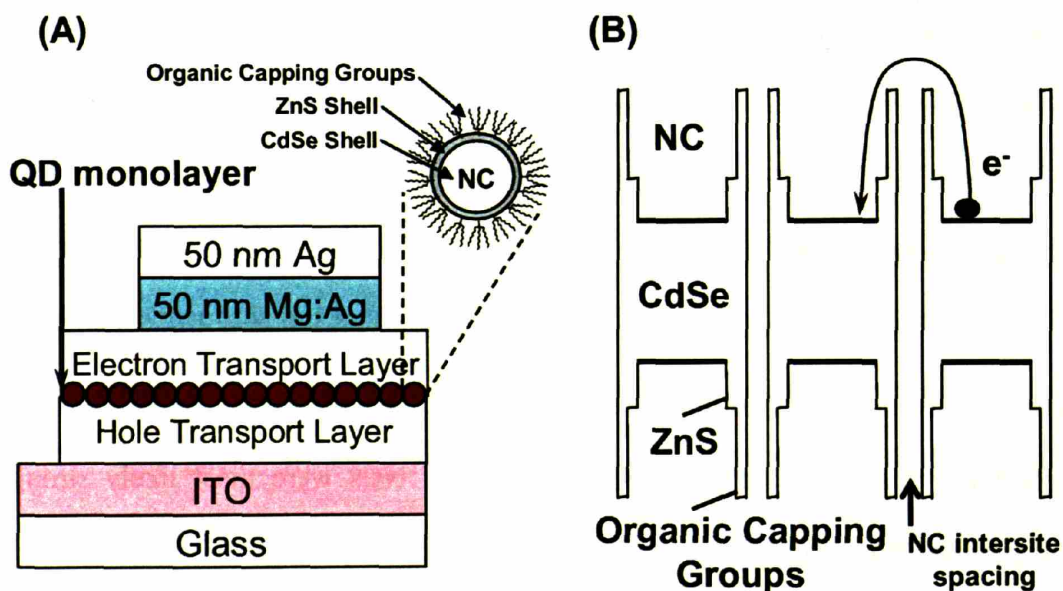 (A)
Organic Capping Groups
ZnS Shell
CdSe Shell
NC
QD monolayer
50 nm Ag
50 nm Mg:Ag
Electron Transport Layer
Hole Transport Layer
ITO
Glass
(B)
NC
e-
CdSe
ZnS
Organic Capping
Groups
NC intersite
spacing